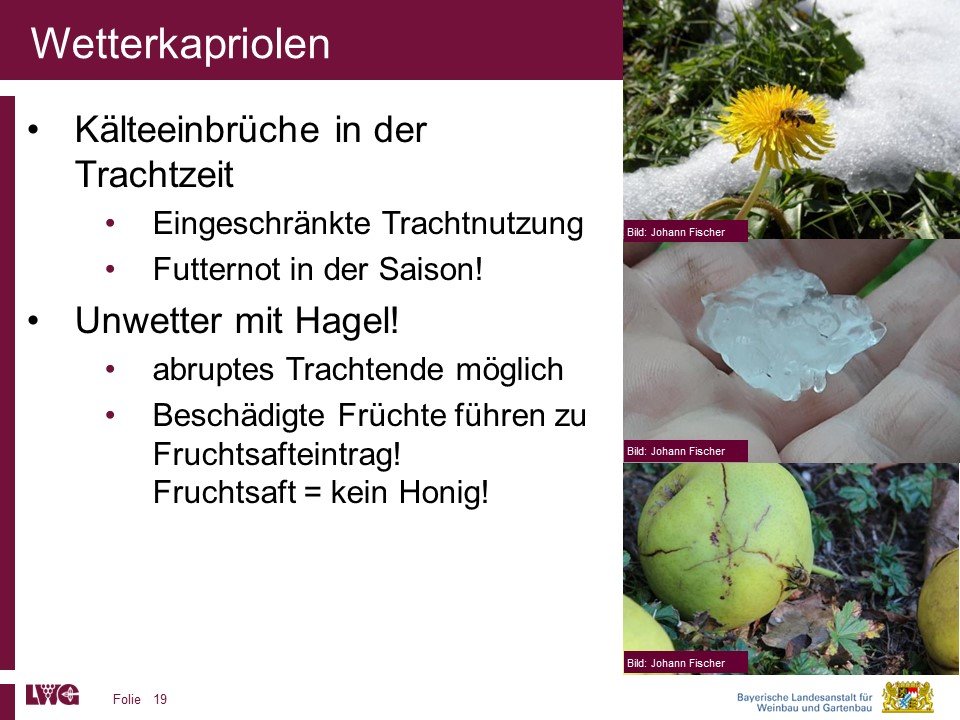 Wetterkapriolen
• Kälteeinbrüche in der
Trachtzeit
• Eingeschränkte Trachtnutzung
• Futternot in der Saison!
• Unwetter mit Hagel!
• abruptes Trachtende möglich
• Beschädigte Früchte führen zu
Fruchtsafteintrag!
Fruchtsaft = kein Honig!
Bild: Johann Fischer
Bild: Johann Fischer
Bild: Johann Fischer
LWG
Folie 19
Bayerische Landesanstalt für
Weinbau und Gartenbau